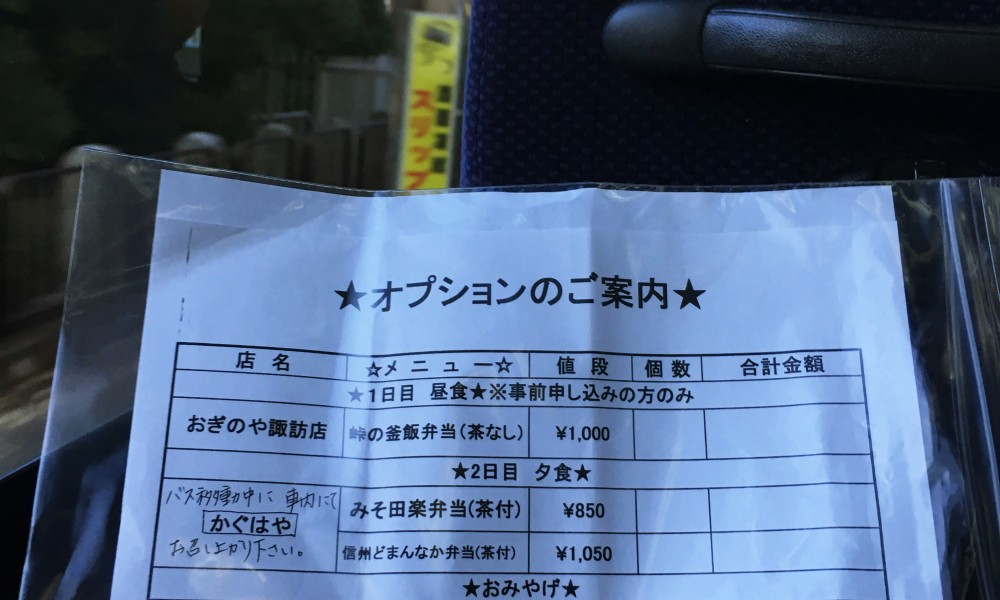 スリップ
★オプションのご案内★
店名 ☆メニュー☆ 値段 個数 合計金額
★1日目 昼食★※事前申し込みの方のみ
おぎのや諏訪店 峠の釜飯弁当(茶なし) ¥1,000
★2日目 夕食★
バス移動中に 車内にて
かぐはや
お召し上がり下さい。
みそ田楽弁当(茶付) ¥850
信州どまんなか弁当(茶付) ¥1,050
★おみやげ★